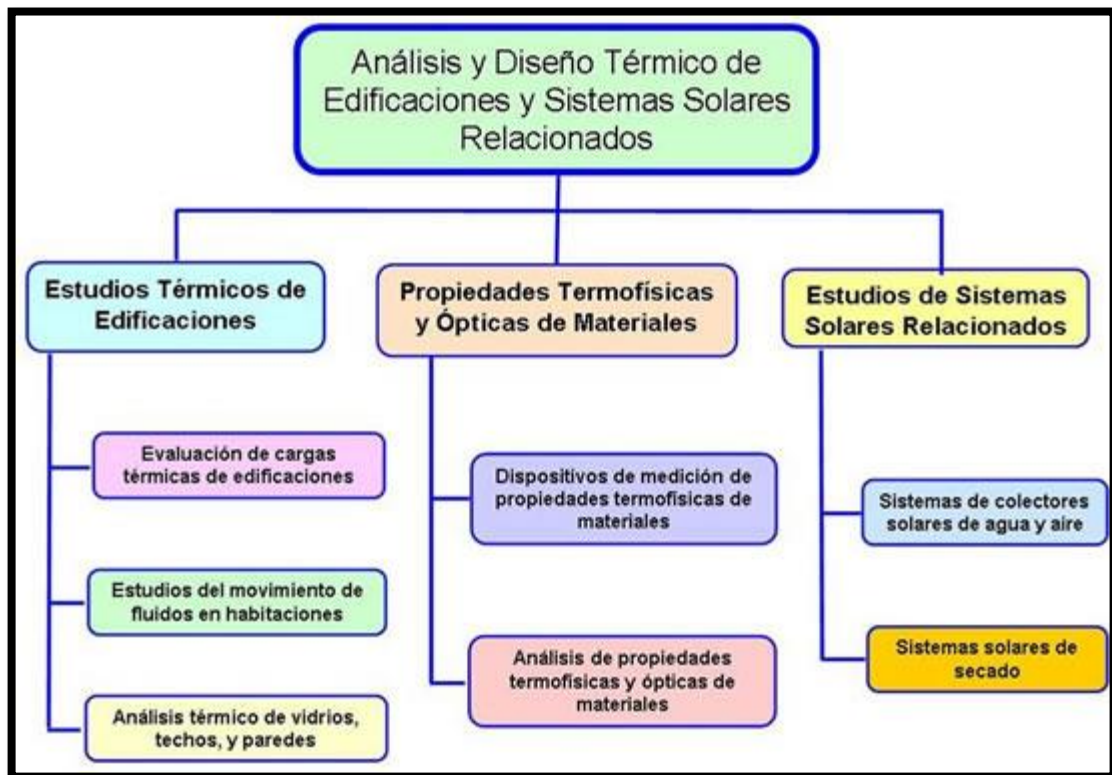 Análisis y Diseño Térmico de
Edificaciones y Sistemas Solares
Relacionados
Estudios Térmicos de
Edificaciones
Evaluación de cargas
térmicas de edificaciones
Estudios del movimiento de
fluidos en habitaciones
Análisis térmico de vidrios,
techos, y paredes
Propiedades Termofísicas
y Ópticas de Materiales
Dispositivos de medición de
propiedades termofísicas de
materiales
Análisis de propiedades
termofísicas y ópticas de
materiales
Estudios de Sistemas
Solares Relacionados
Sistemas de colectores
solares de agua y aire
Sistemas solares de
secado